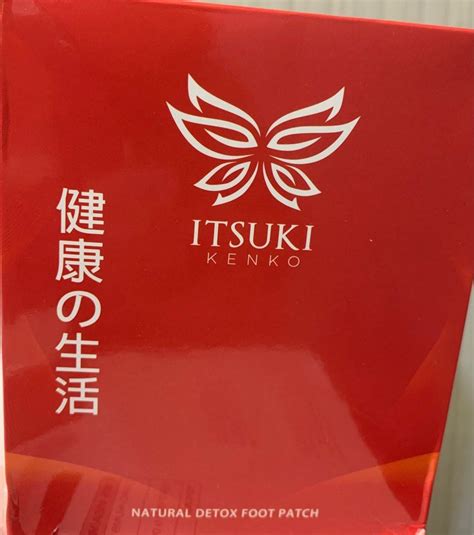 ITSUKI
KENKO
健康の生活
NATURAL DETOX FOOT PATCH